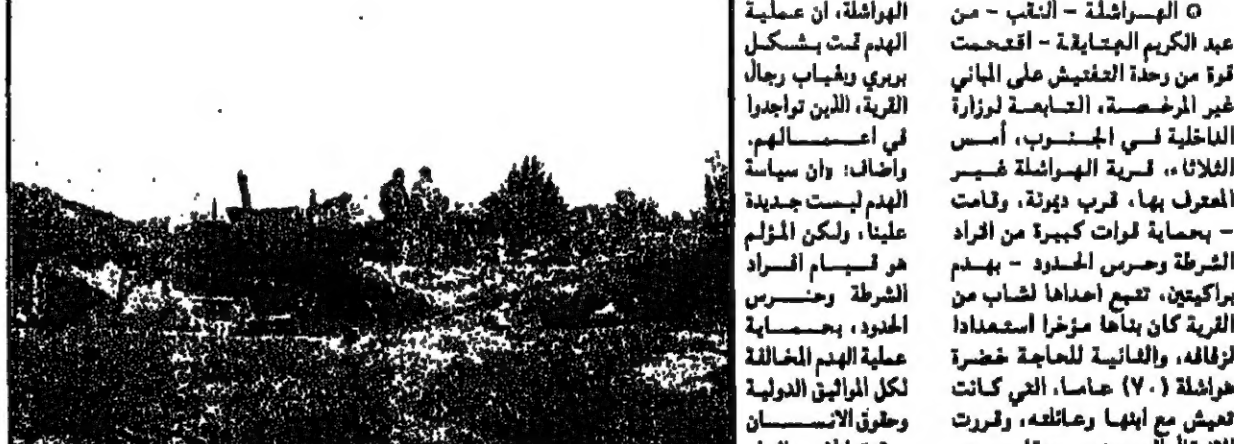 ۞ الهواشلة – النقب – من
عبد الكريم العتايقة – اقتحمت
قوة من وحدة التفتيش على المباني
غير المرخصة، التابعة لوزارة
الداخلية في الجنوب، أمس
الثلاثاء، قرية الهواشلة غير
المعترف بها، قرب ديمونة، وقامت
– بحماية قوات كبيرة من افراد
الشرطة وحرس الحدود – بهدم
براكيتين، تتبع احداها لشاب من
القرية كان بناها مؤخرا استعدادا
لزفافه، والثانية للحاجة خضرة
هواشلة (٧٠) عاما، التي كانت
تعيش مع ابنها وعائلته، وقررت
الهواشلة، ان عملية
الهدم تمت بشكل
بربري وبغياب رجال
القرية، الذين تواجدوا
في اعمالهم.
واضاف: «ان سياسة
الهدم ليست جديدة
علينا، ولكن المؤلم
هو قيام افراد
الشرطة وحرس
الحدود، بحماية
عملية الهدم المخالفة
لكل المواثيق الدولية
وحقوق الانسان